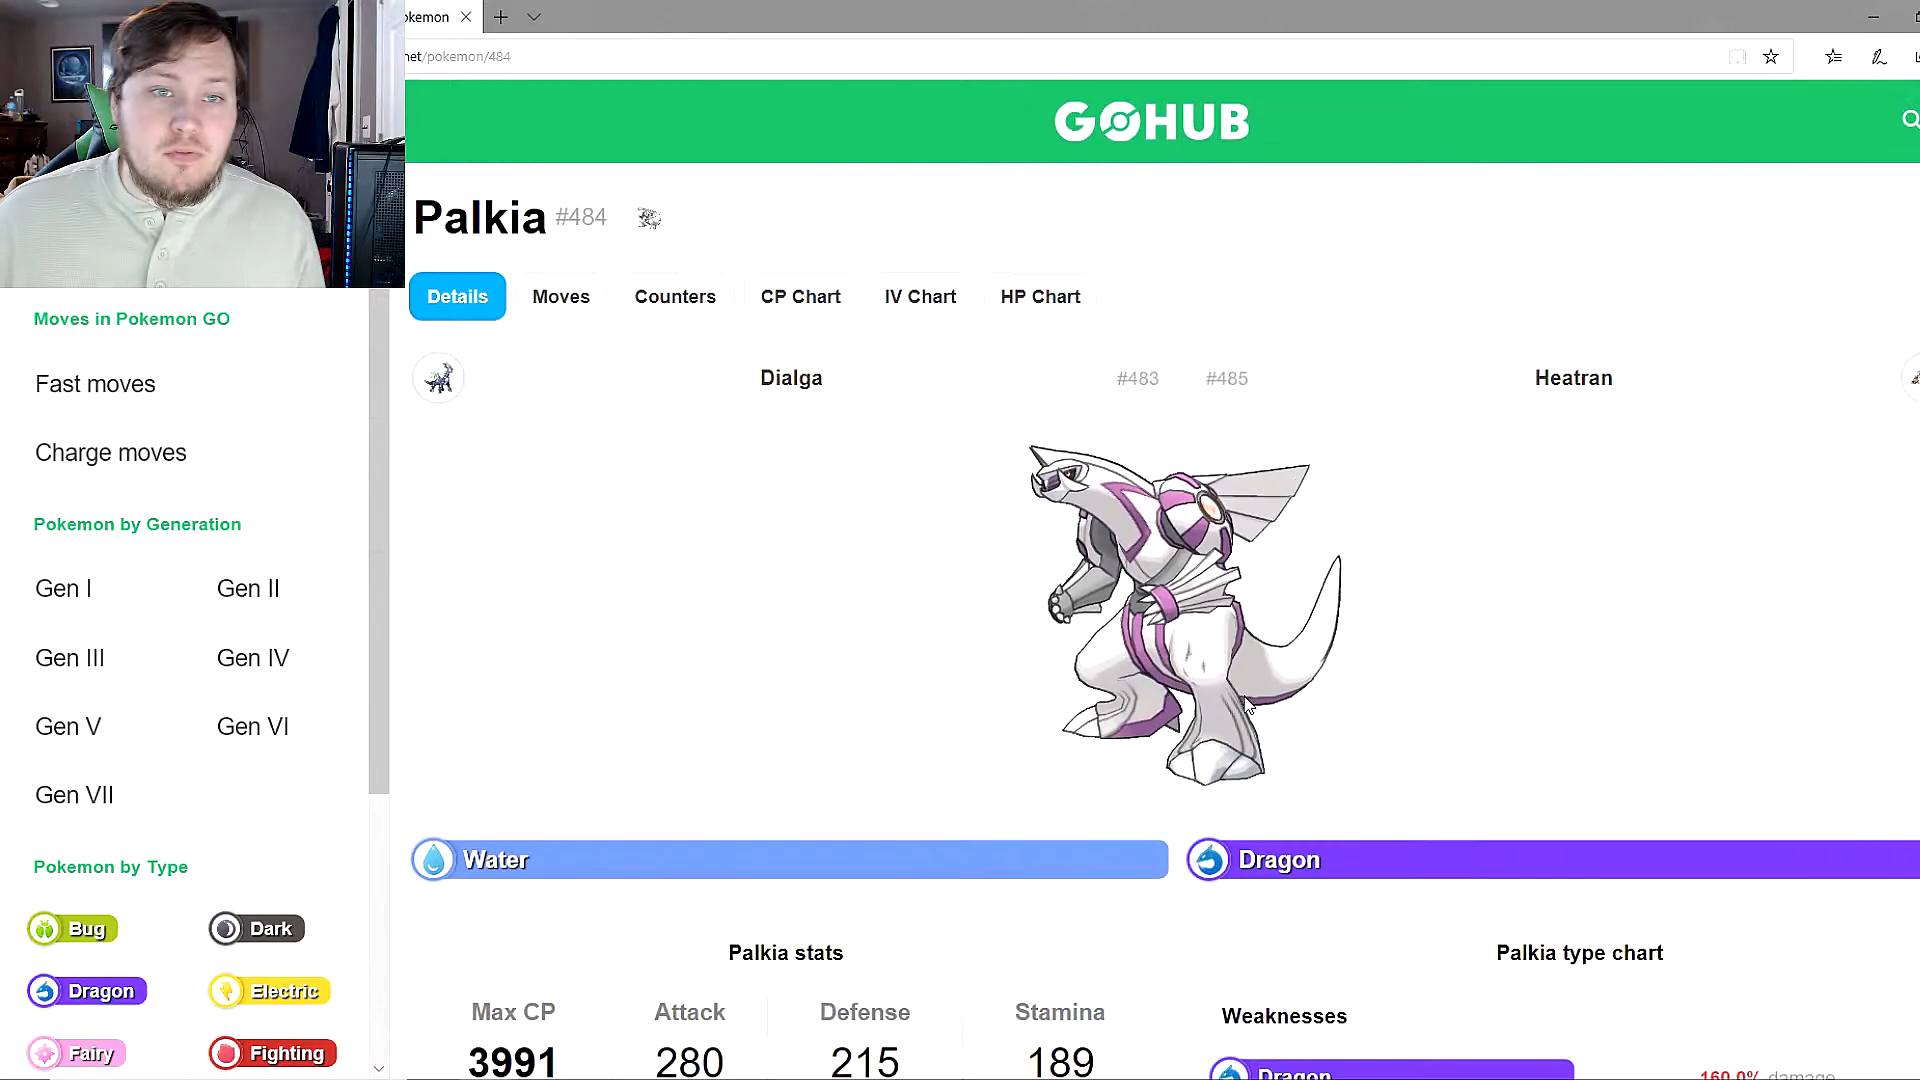 okemon
net/pokemon/484
GOHUB
Palkia #484
Details Moves Counters CP Chart IV Chart HP Chart
Dialga #483 #485 Heatran
Moves in Pokemon GO
Fast moves
Charge moves
Pokemon by Generation
Gen I Gen II
Gen III Gen IV
Gen V Gen VI
Gen VII
Pokemon by Type
Bug Dark
Dragon Electric
Fairy Fighting
Water Dragon
Palkia stats Palkia type chart
Max CP Attack Defense Stamina
3991 280 215 189
Weaknesses
Dragon 160.0% damage